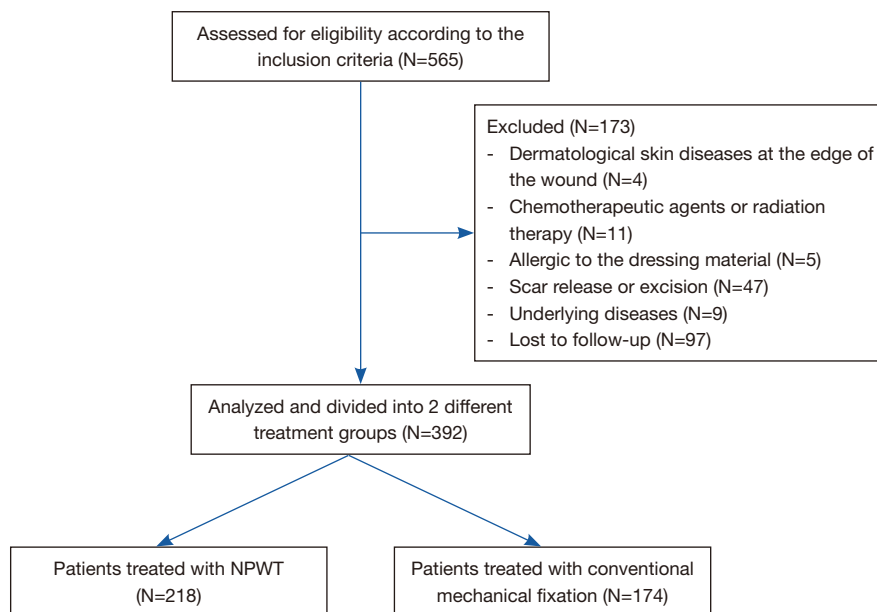 Assessed for eligibility according to the
inclusion criteria (N=565)
Excluded (N=173)
- Dermatological skin diseases at the edge of
the wound (N=4)
- Chemotherapeutic agents or radiation
therapy (N=11)
- Allergic to the dressing material (N=5)
- Scar release or excision (N=47)
- Underlying diseases (N=9)
- Lost to follow-up (N=97)
Analyzed and divided into 2 different
treatment groups (N=392)
Patients treated with NPWT
(N=218)
Patients treated with conventional
mechanical fixation (N=174)